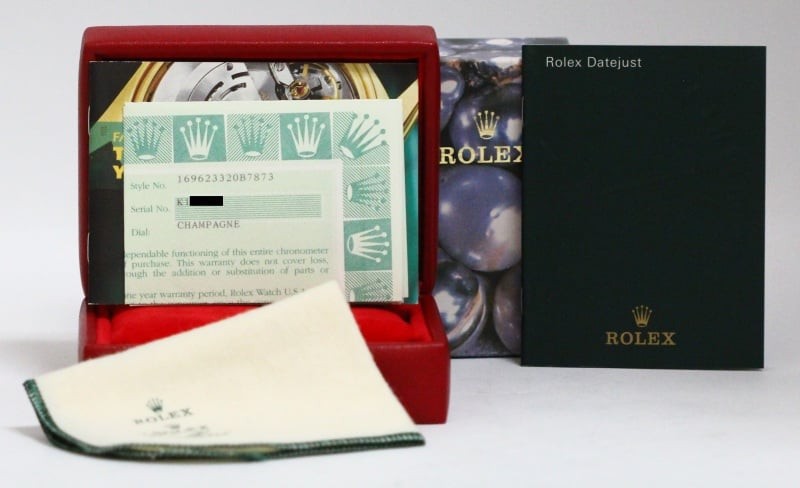 Rolex Datejust
ROLEX
ROLEX
Style No. 169623320B7873
Serial No. K3
Dial: CHAMPAGNE
ependable functioning of this entire chronometer
f purchase. This warranty does not cover loss,
rough the addition or substitution of parts or
ne year warranty period, Rolex Watch U.S.
ROLEX